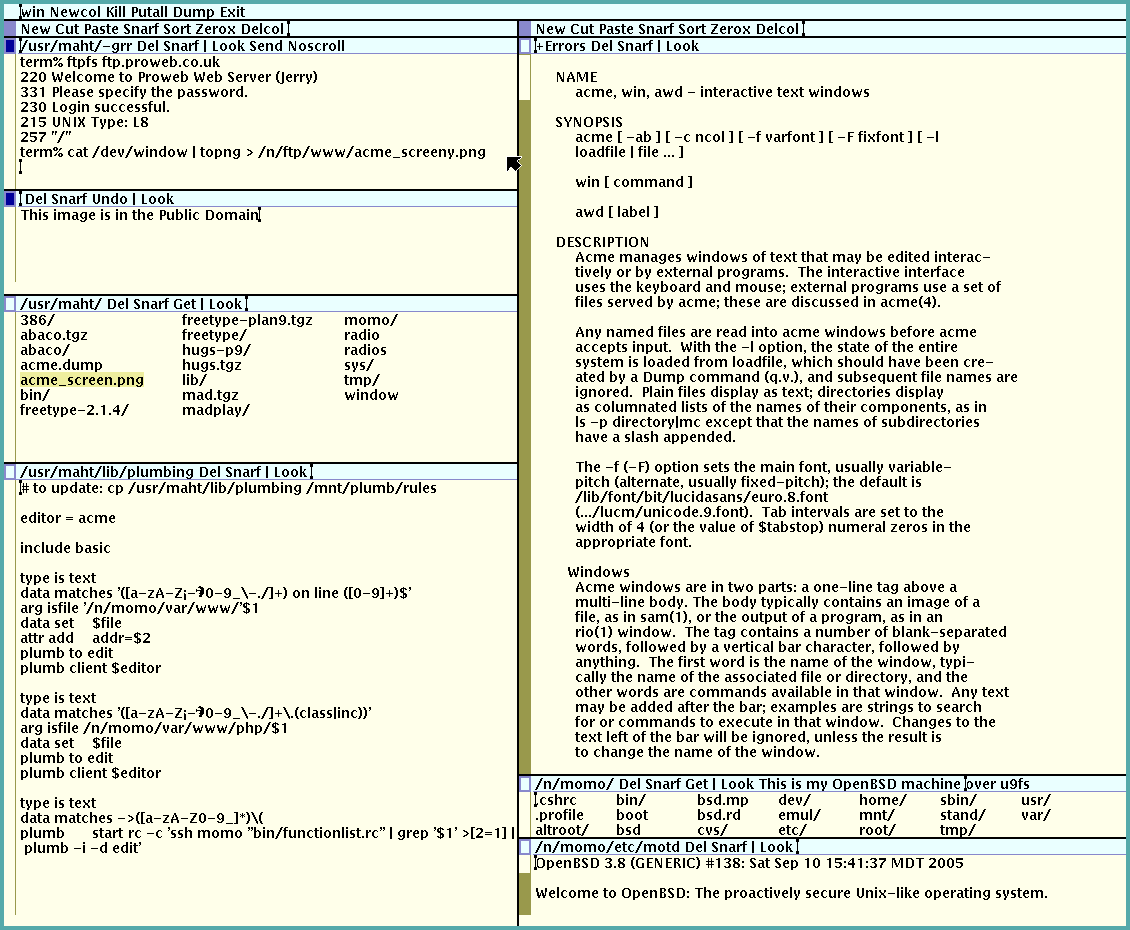 win Newcol Kill Putall Dump Exit
New Cut Paste Snarf Sort Zerox Delcol
/usr/maht/-grr Del Snarf | Look Send Noscroll
term% ftpfs ftp.proweb.co.uk
220 Welcome to Proweb Web Server (Jerry)
331 Please specify the password.
230 Login successful.
215 UNIX Type: L8
257 "/"
term% cat /dev/window | topng > /n/ftp/www/acme_screeny.png
Del Snarf Undo | Look
This image is in the Public Domain
/usr/maht/ Del Snarf Get | Look
386/ freetype-plan9.tgz momo/
abaco.tgz freetype/ radio
abaco/ hugs-p9/ radios
acme.dump hugs.tgz sys/
acme_screen.png lib/ tmp/
bin/ mad.tgz window
freetype-2.1.4/ madplay/
/usr/maht/lib/plumbing Del Snarf | Look
# to update: cp /usr/maht/lib/plumbing /mnt/plumb/rules
editor = acme
include basic
type is text
data matches '([a-zA-Z¡-0-9_\-./]+) on line ([0-9]+)$'
arg isfile '/n/momo/var/www/'$1
data set $file
attr add addr=$2
plumb to edit
plumb client $editor
type is text
data matches '([a-zA-Z¡-0-9_\-./]+\.(class|inc))'
arg isfile /n/momo/var/www/php/$1
data set $file
plumb to edit
plumb client $editor
type is text
data matches ->([a-zA-Z0-9_]*)\(
plumb start rc -c 'ssh momo "bin/functionlist.rc" | grep '$1' >[2=1] |
plumb -i -d edit'
New Cut Paste Snarf Sort Zerox Delcol
+Errors Del Snarf | Look
NAME
acme, win, awd - interactive text windows
SYNOPSIS
acme [ -ab ] [ -c ncol ] [ -f varfont ] [ -F fixfont ] [ -l
loadfile | file ... ]
win [ command ]
awd [ label ]
DESCRIPTION
Acme manages windows of text that may be edited interac-
tively or by external programs. The interactive interface
uses the keyboard and mouse; external programs use a set of
files served by acme; these are discussed in acme(4).
Any named files are read into acme windows before acme
accepts input. With the -l option, the state of the entire
system is loaded from loadfile, which should have been cre-
ated by a Dump command (q.v.), and subsequent file names are
ignored. Plain files display as text; directories display
as columnated lists of the names of their components, as in
ls -p directory|mc except that the names of subdirectories
have a slash appended.
The -f (-F) option sets the main font, usually variable-
pitch (alternate, usually fixed-pitch); the default is
/lib/font/bit/lucidasans/euro.8.font
(.../lucm/unicode.9.font). Tab intervals are set to the
width of 4 (or the value of $tabstop) numeral zeros in the
appropriate font.
Windows
Acme windows are in two parts: a one-line tag above a
multi-line body. The body typically contains an image of a
file, as in sam(1), or the output of a program, as in an
rio(1) window. The tag contains a number of blank-separated
words, followed by a vertical bar character, followed by
anything. The first word is the name of the window, typi-
cally the name of the associated file or directory, and the
other words are commands available in that window. Any text
may be added after the bar; examples are strings to search
for or commands to execute in that window. Changes to the
text left of the bar will be ignored, unless the result is
to change the name of the window.
/n/momo/ Del Snarf Get | Look This is my OpenBSD machine over u9fs
.cshrc bin/ bsd.mp dev/ home/ sbin/ usr/
.profile boot bsd.rd emul/ mnt/ stand/ var/
altroot/ bsd cvs/ etc/ root/ tmp/
/n/momo/etc/motd Del Snarf | Look
OpenBSD 3.8 (GENERIC) #138: Sat Sep 10 15:41:37 MDT 2005
Welcome to OpenBSD: The proactively secure Unix-like operating system.